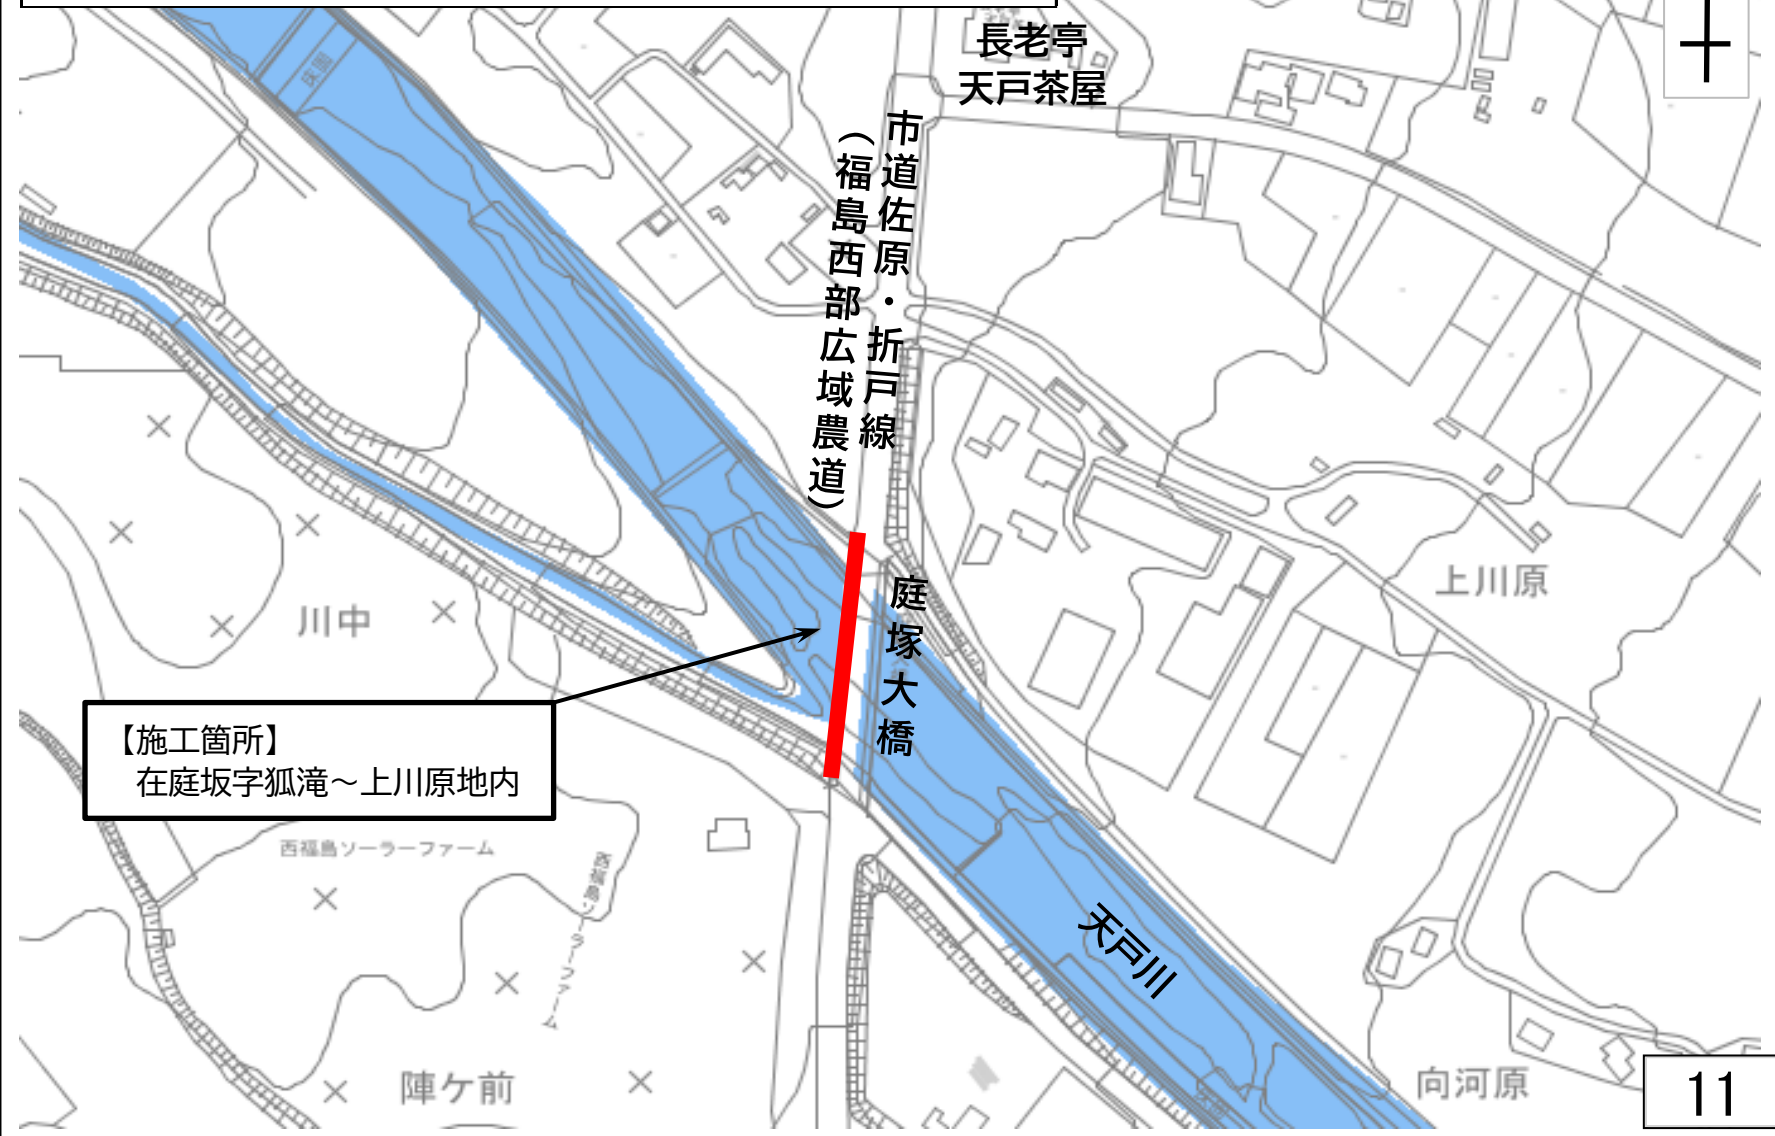 長老亭
天戸茶屋
市道佐原・折戸線
（福島西部広域農道）
床固
庭塚大橋
上川原
川中
【施工箇所】
在庭坂字狐滝～上川原地内
西福島ソーラーファーム
西福島ソーラーファーム
天戸川
陣ケ前
向河原
11